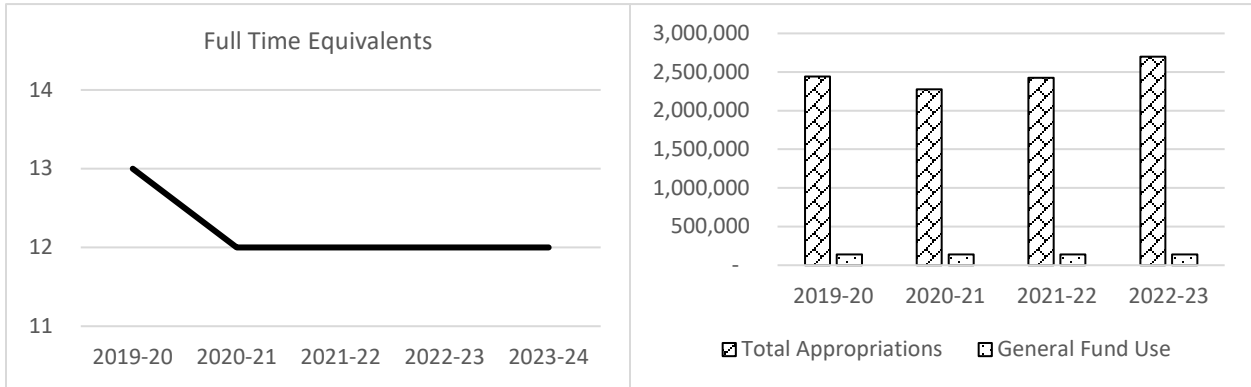 Full Time Equivalents
14
13
12
11
2019-20 2020-21 2021-22 2022-23 2023-24
3,000,000
2,500,000
2,000,000
1,500,000
1,000,000
500,000
-
2019-20 2020-21 2021-22 2022-23
Total Appropriations General Fund Use